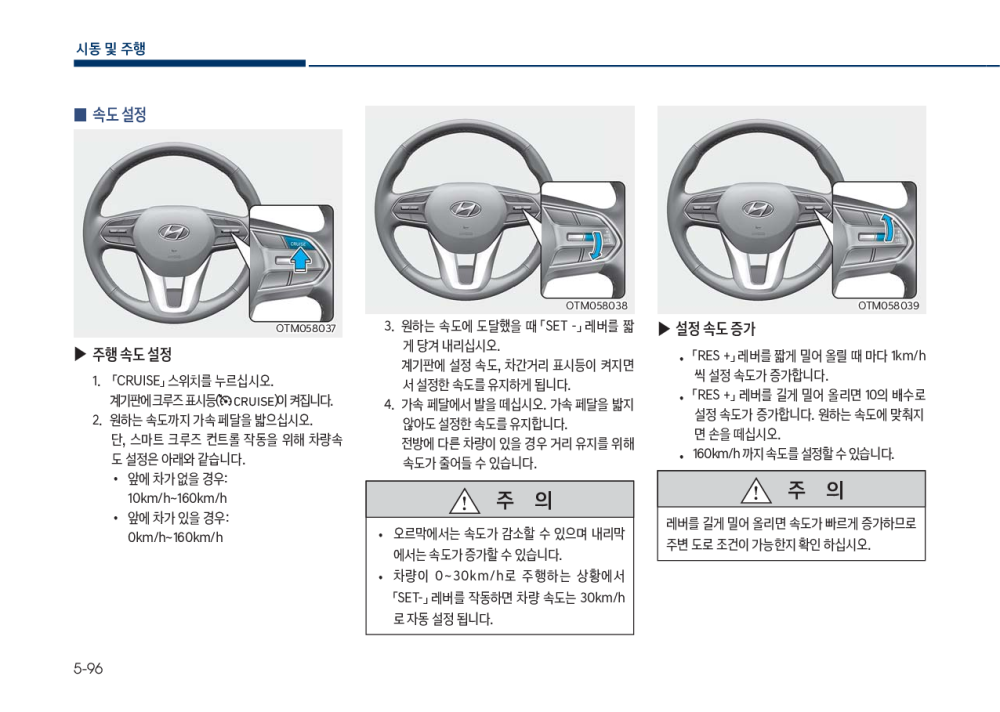 시동 및 주행
■ 속도 설정
CRUISE
OTM058037
▶ 주행 속도 설정
1. 「CRUISE」 스위치를 누르십시오.
계기판에 크루즈 표시등(CRUISE)이 켜집니다.
2. 원하는 속도까지 가속 페달을 밟으십시오.
단, 스마트 크루즈 컨트롤 작동을 위해 차량속
도 설정은 아래와 같습니다.
• 앞에 차가 없을 경우:
10km/h~160km/h
• 앞에 차가 있을 경우:
0km/h~160km/h
OTM058038
3. 원하는 속도에 도달했을 때 「SET -」 레버를 짧
게 당겨 내리십시오.
계기판에 설정 속도, 차간거리 표시등이 켜지면
서 설정한 속도를 유지하게 됩니다.
4. 가속 페달에서 발을 떼십시오. 가속 페달을 밟지
않아도 설정한 속도를 유지합니다.
전방에 다른 차량이 있을 경우 거리 유지를 위해
속도가 줄어들 수 있습니다.
주 의
• 오르막에서는 속도가 감소할 수 있으며 내리막
에서는 속도가 증가할 수 있습니다.
• 차량이 0~30km/h로 주행하는 상황에서
「SET-」 레버를 작동하면 차량 속도는 30km/h
로 자동 설정 됩니다.
OTM058039
▶ 설정 속도 증가
• 「RES +」 레버를 짧게 밀어 올릴 때 마다 1km/h
씩 설정 속도가 증가합니다.
• 「RES +」 레버를 길게 밀어 올리면 10의 배수로
설정 속도가 증가합니다. 원하는 속도에 맞춰지
면 손을 떼십시오.
• 160km/h 까지 속도를 설정할 수 있습니다.
주 의
레버를 길게 밀어 올리면 속도가 빠르게 증가하므로
주변 도로 조건이 가능한지 확인 하십시오.
5-96